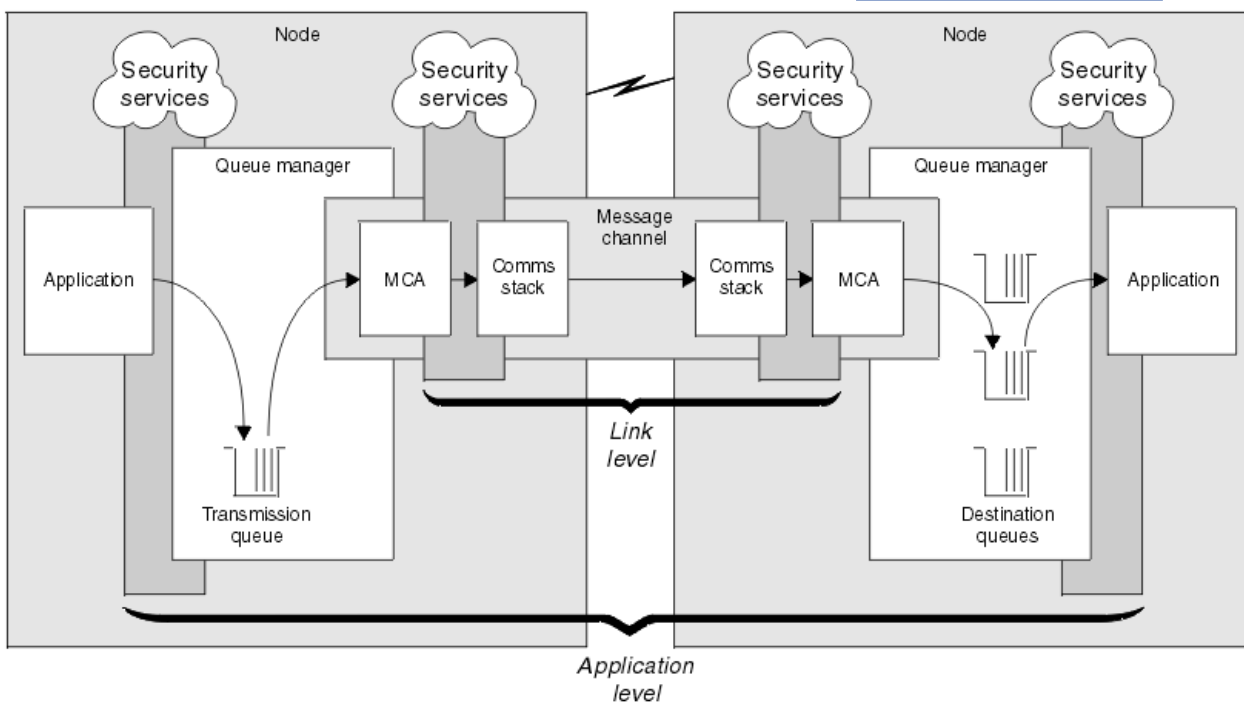 Node
Node
Security
services
Security
services
Security
services
Security
services
Queue manager
Queue manager
Message
channel
Application
MCA
Comms
stack
Comms
stack
MCA
Application
Link
level
Transmission
queue
Destination
queues
Application
level